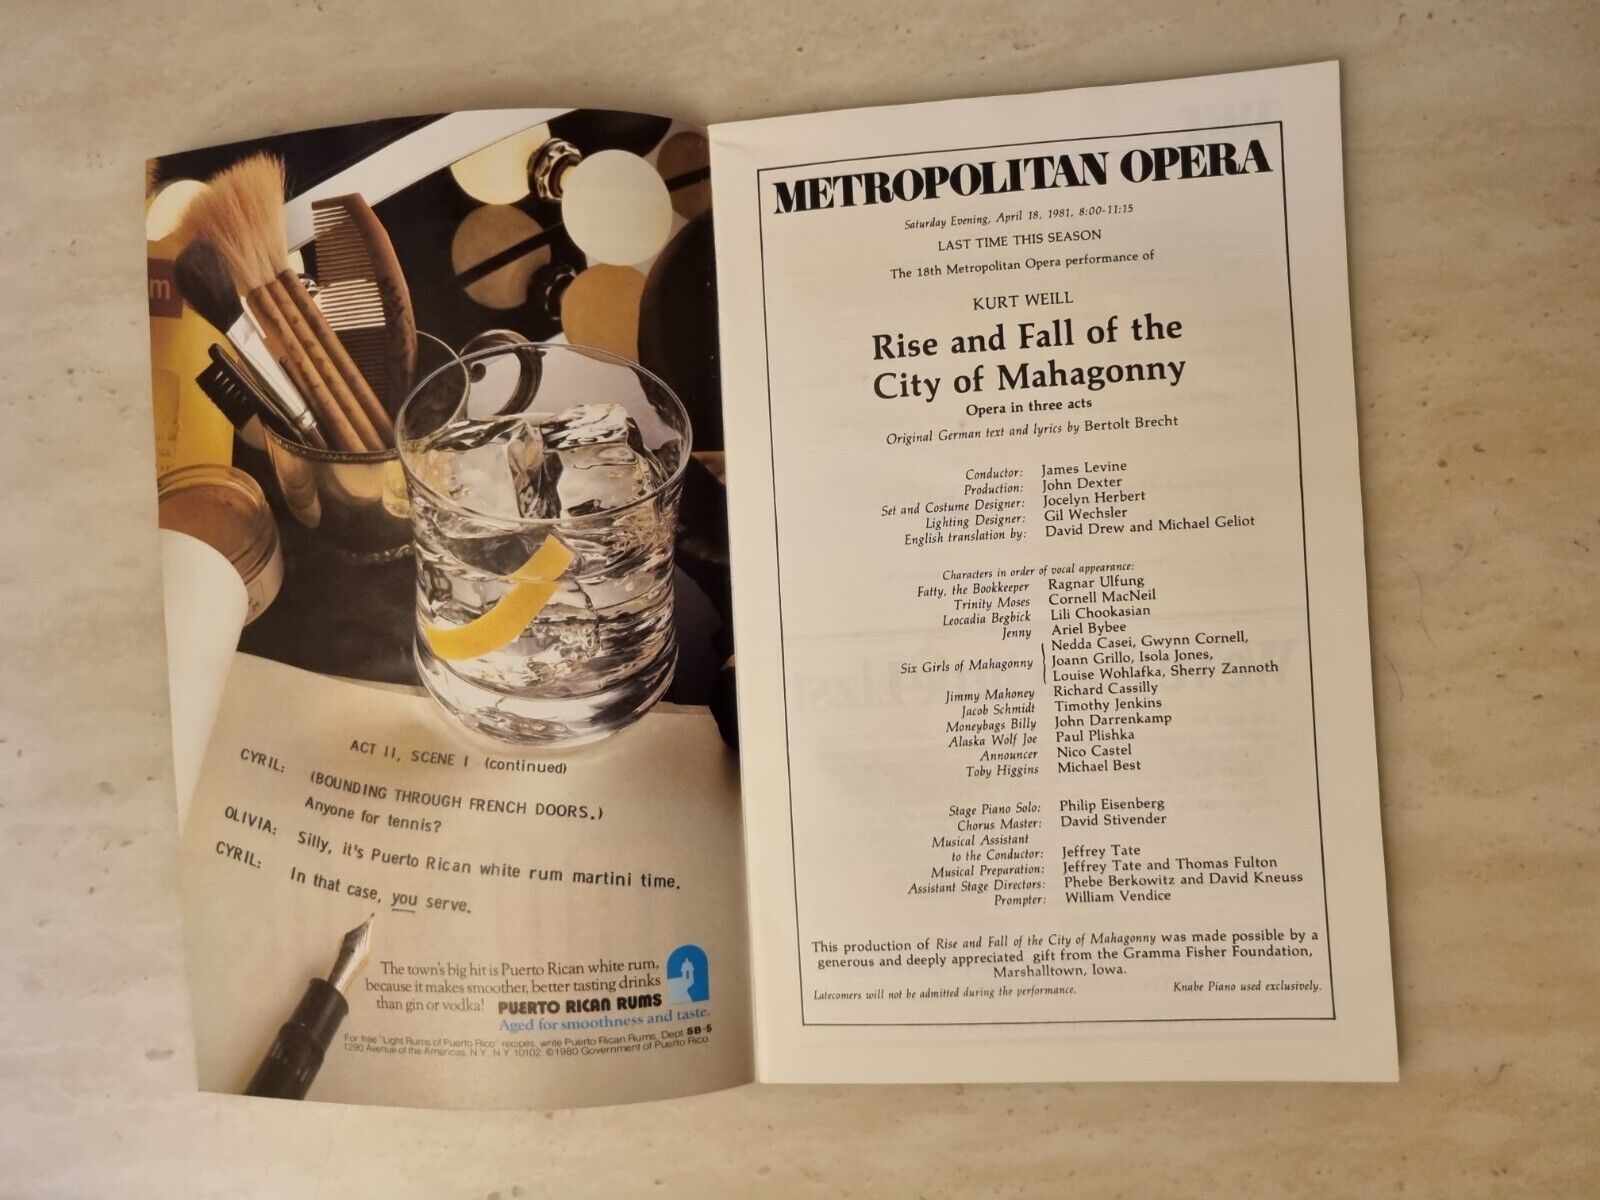 m
ACT II, SCENE I (continued)
CYRIL: (BOUNDING THROUGH FRENCH DOORS.)
Anyone for tennis?
OLIVIA: Silly, it's Puerto Rican white rum martini time.
CYRIL: In that case, you serve.
The town's big hit is Puerto Rican white rum,
because it makes smoother, better tasting drinks
than gin or vodka! PUERTO RICAN RUMS
Aged for smoothness and taste.
For free "Light Rums of Puerto Rico" recipes, write Puerto Rican Rums, Dept SB-5
1290 Avenue of the Americas, N.Y., N.Y. 10102. ©1980 Government of Puerto Rico
METROPOLITAN OPERA
Saturday Evening, April 18, 1981, 8:00-11:15
LAST TIME THIS SEASON
The 18th Metropolitan Opera performance of
KURT WEILL
Rise and Fall of the
City of Mahagonny
Opera in three acts
Original German text and lyrics by Bertolt Brecht
Conductor: James Levine
Production: John Dexter
Set and Costume Designer: Jocelyn Herbert
Lighting Designer: Gil Wechsler
English translation by: David Drew and Michael Geliot
Characters in order of vocal appearance:
Fatty, the Bookkeeper Ragnar Ulfung
Trinity Moses Cornell MacNeil
Leocadia Begbick Lili Chookasian
Jenny Ariel Bybee
Nedda Casei, Gwynn Cornell,
Six Girls of Mahagonny Joann Grillo, Isola Jones,
Louise Wohlafka, Sherry Zannoth
Jimmy Mahoney Richard Cassilly
Jacob Schmidt Timothy Jenkins
Moneybags Billy John Darrenkamp
Alaska Wolf Joe Paul Plishka
Announcer Nico Castel
Toby Higgins Michael Best
Stage Piano Solo: Philip Eisenberg
Chorus Master: David Stivender
Musical Assistant
to the Conductor: Jeffrey Tate
Musical Preparation: Jeffrey Tate and Thomas Fulton
Assistant Stage Directors: Phebe Berkowitz and David Kneuss
Prompter: William Vendice
This production of Rise and Fall of the City of Mahagonny was made possible by a
generous and deeply appreciated gift from the Gramma Fisher Foundation,
Marshalltown, Iowa.
Latecomers will not be admitted during the performance. Knabe Piano used exclusively.